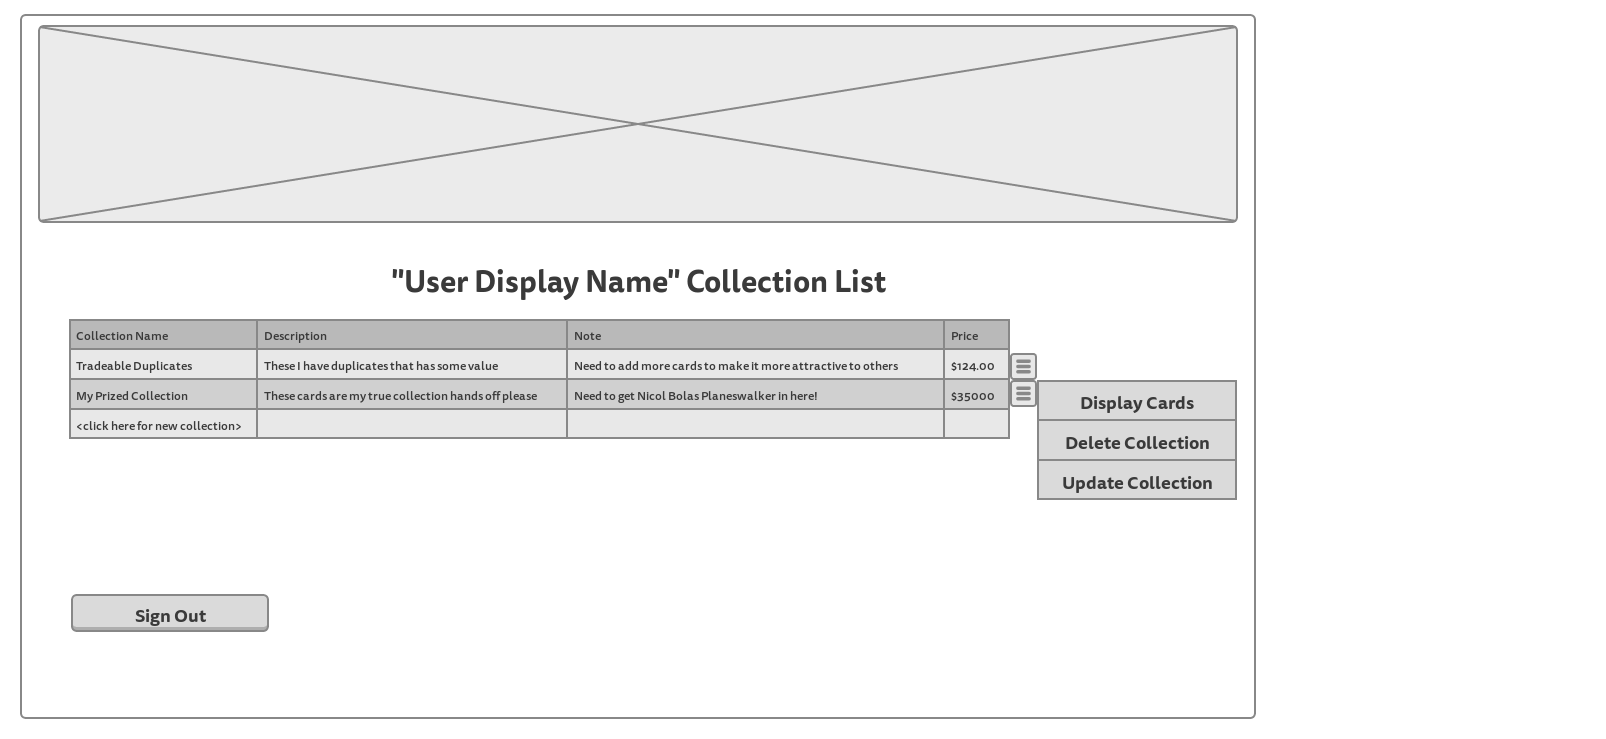 "User Display Name" Collection List
Collection Name Description Note Price
Tradeable Duplicates These I have duplicates that has some value Need to add more cards to make it more attractive to others $124.00
My Prized Collection These cards are my true collection hands off please Need to get Nicol Bolas Planeswalker in here! $35000
<click here for new collection>
Display Cards
Delete Collection
Update Collection
Sign Out